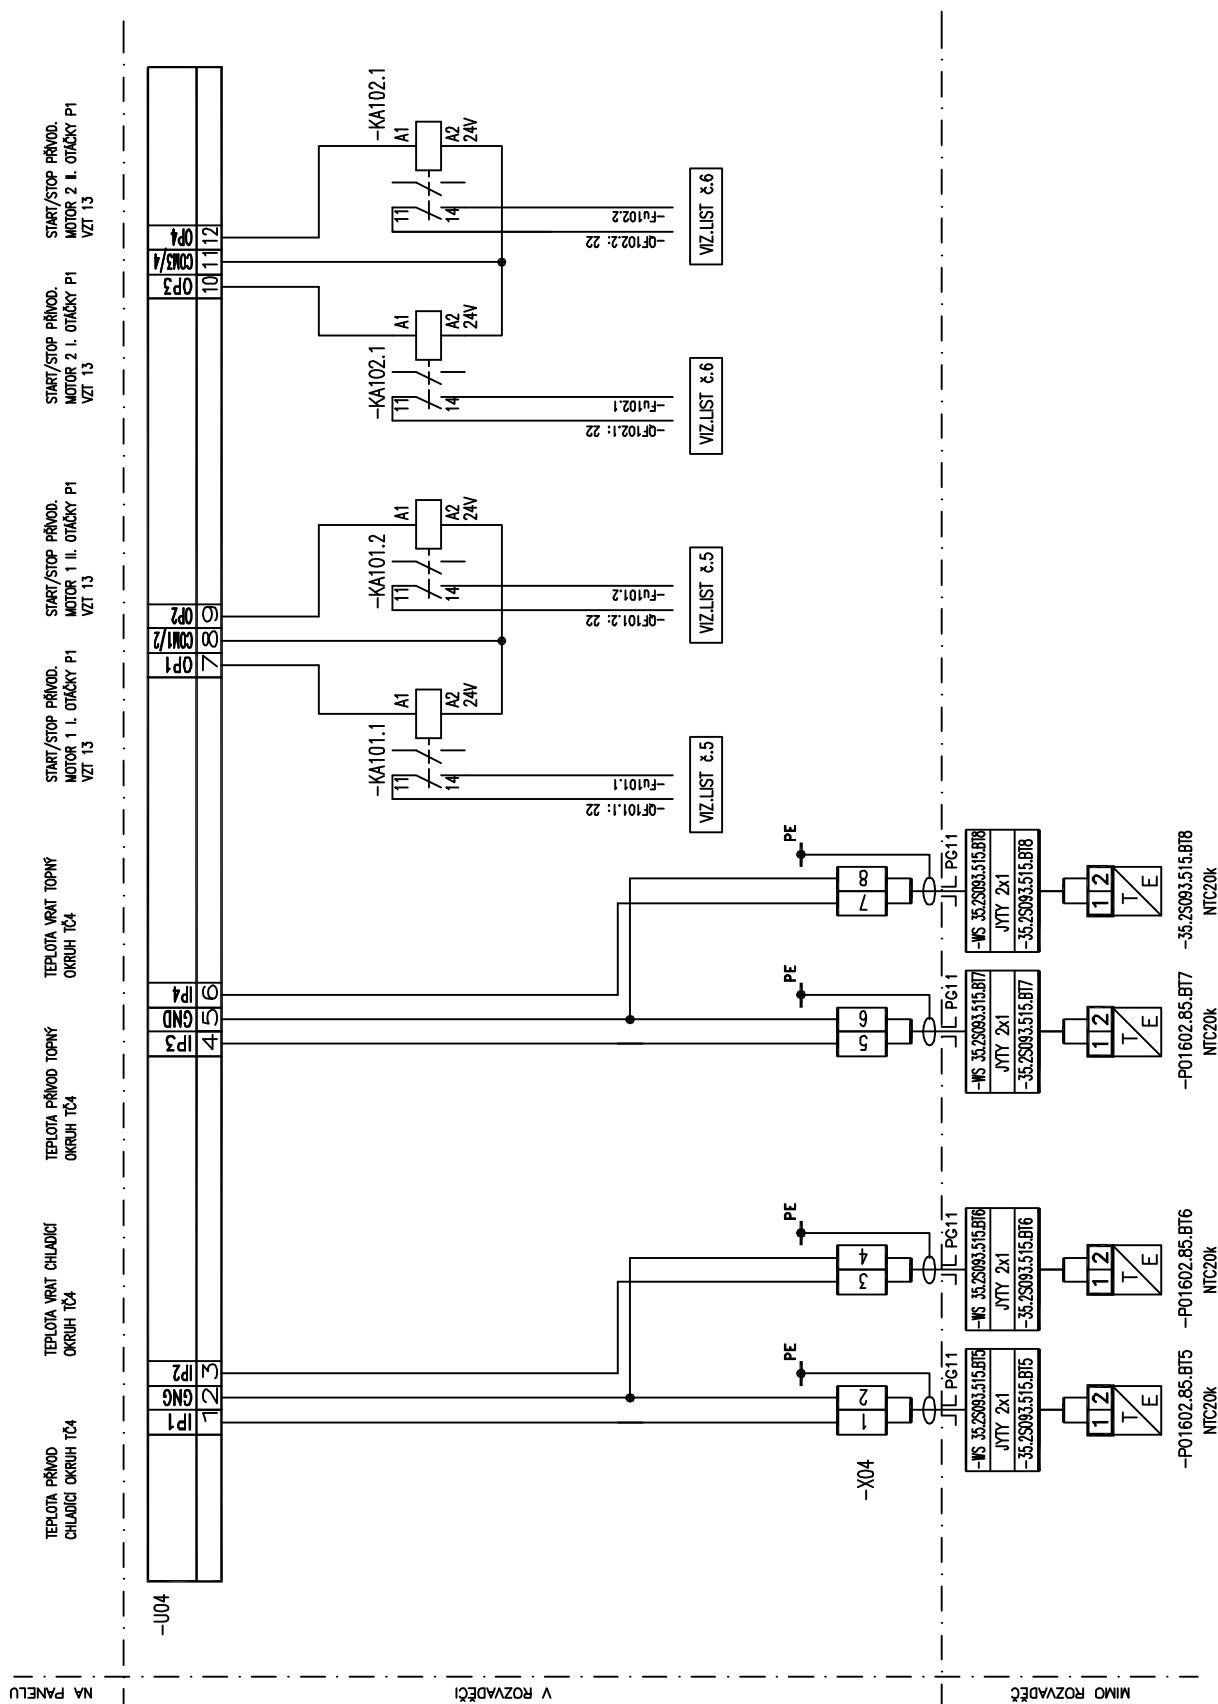 NA PANELU
V ROZVADĚČI
MIMO ROZVADĚČ
TEPLOTA PŘÍVOD
CHLADÍCÍ OKRUH TČ4
TEPLOTA VRAT CHLADÍCÍ
OKRUH TČ4
TEPLOTA PŘÍVOD TOPNÝ
OKRUH TČ4
TEPLOTA VRAT TOPNÝ
OKRUH TČ4
START/STOP PŘÍVOD.
MOTOR 1 I. OTÁČKY P1
VZT 13
START/STOP PŘÍVOD.
MOTOR 1 II. OTÁČKY P1
VZT 13
START/STOP PŘÍVOD.
MOTOR 2 I. OTÁČKY P1
VZT 13
START/STOP PŘÍVOD.
MOTOR 2 II. OTÁČKY P1
VZT 13
-U04
IP1 GNG IP2 IP3 GND IP4 OP1 COM1/2 OP2 OP3 COM3/4 OP4
1 2 3 4 5 6 7 8 9 10 11 12
-KA101.1
A1
A2
24V
11
14
-QF101.1: 22
-Fu101.1
VIZ.LIST č.5
-KA101.2
A1
A2
24V
11
14
-QF101.2: 22
-Fu101.2
VIZ.LIST č.5
-KA102.1
A1
A2
24V
11
14
-QF102.1: 22
-Fu102.1
VIZ.LIST č.6
-KA102.1
A1
A2
24V
11
14
-QF102.2: 22
-Fu102.2
VIZ.LIST č.6
-X04
1 2
PE
PG11
-WS 35.2S093.515.BT5
JYTY 2x1
-35.2S093.515.BT5
1 2
T
E
-P01602.85.BT5
NTC20k
3 4
PE
PG11
-WS 35.2S093.515.BT6
JYTY 2x1
-35.2S093.515.BT6
1 2
T
E
-P01602.85.BT6
NTC20k
5 6
PE
PG11
-WS 35.2S093.515.BT7
JYTY 2x1
-35.2S093.515.BT7
1 2
T
E
-P01602.85.BT7
NTC20k
7 8
PE
PG11
-WS 35.2S093.515.BT8
JYTY 2x1
-35.2S093.515.BT8
1 2
T
E
-35.2S093.515.BT8
NTC20k